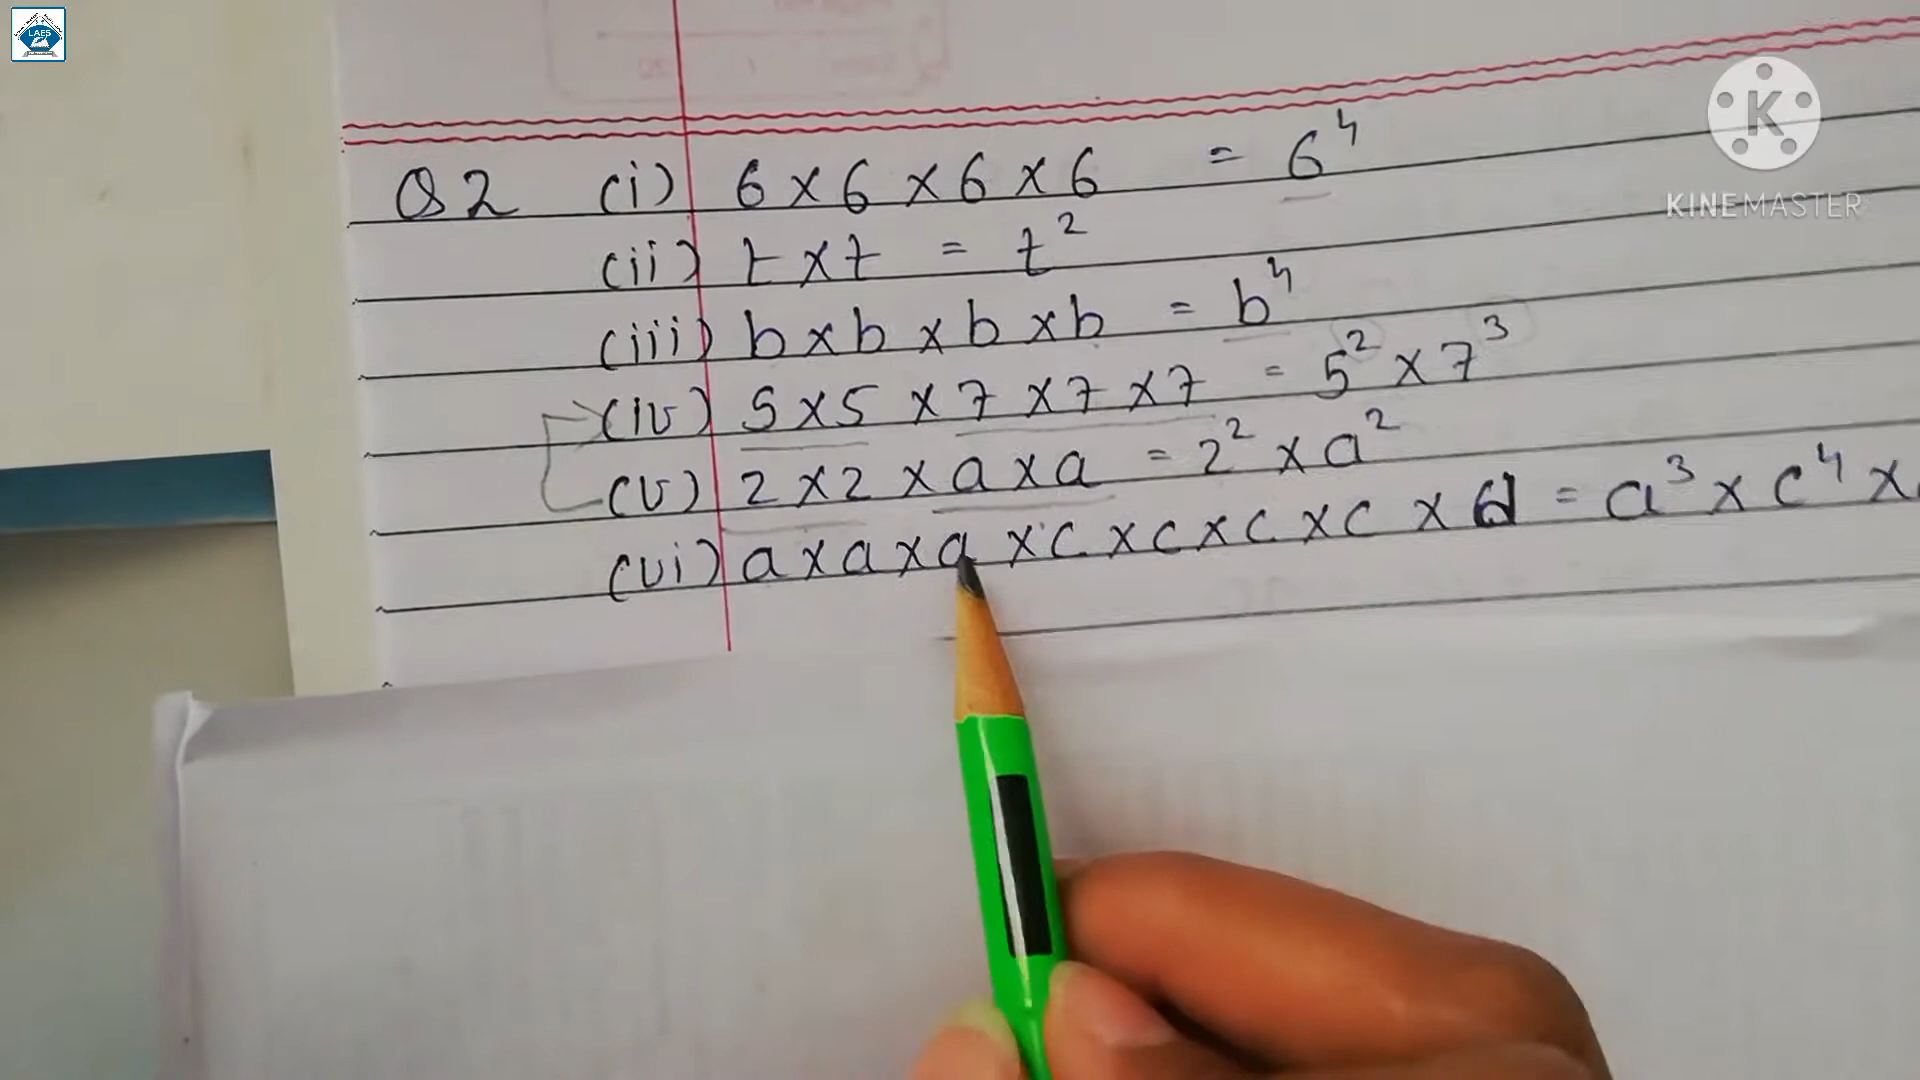 LAES
Q2 (i) 6 × 6 × 6 × 6 = 6⁴
(ii) t × t = t²
(iii) b × b × b × b = b⁴
(iv) 5 × 5 × 7 × 7 × 7 = 5² × 7³
(v) 2 × 2 × a × a = 2² × a²
(vi) a × a × a × c × c × c × c × d = a³ × c⁴ ×
K
KINEMASTER